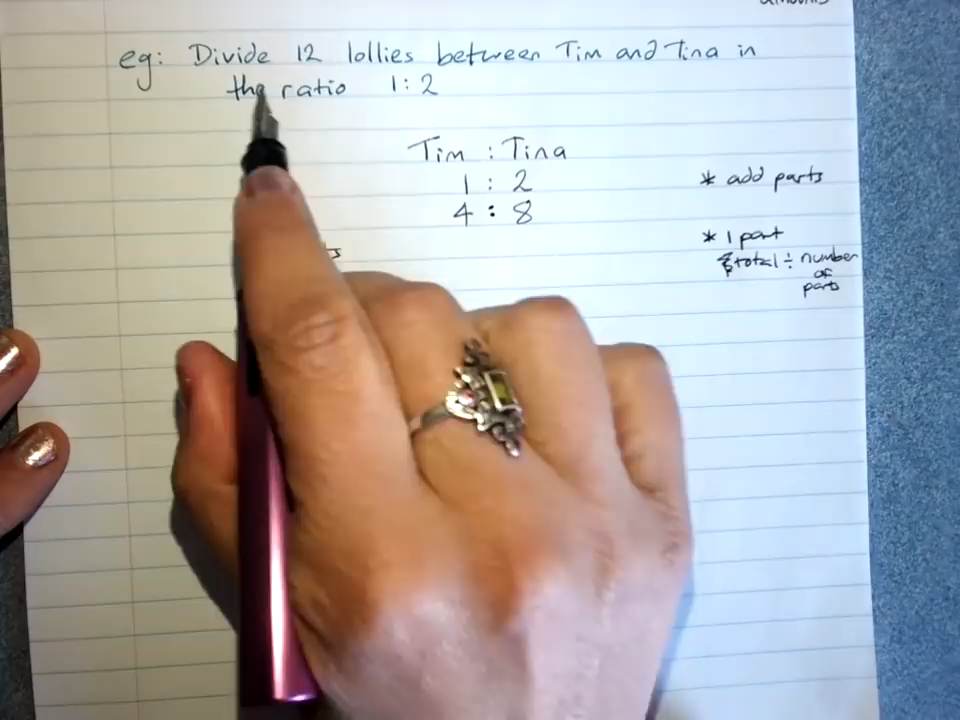 eg: Divide 12 lollies between Tim and Tina in
the ratio 1:2
Tim : Tina
1 : 2
4 : 8
* add parts
* 1 part
total ÷ number
of
parts